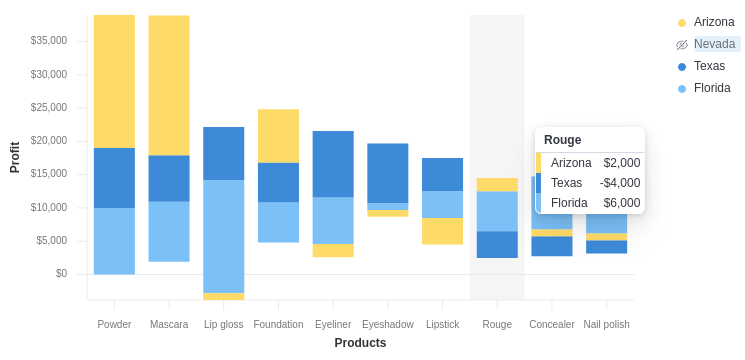 Arizona
Nevada
Texas
Florida
Profit
$35,000
$30,000
$25,000
$20,000
$15,000
$10,000
$5,000
$0
Rouge
Arizona $2,000
Texas -$4,000
Florida $6,000
Powder Mascara Lip gloss Foundation Eyeliner Eyeshadow Lipstick Rouge Concealer Nail polish
Products